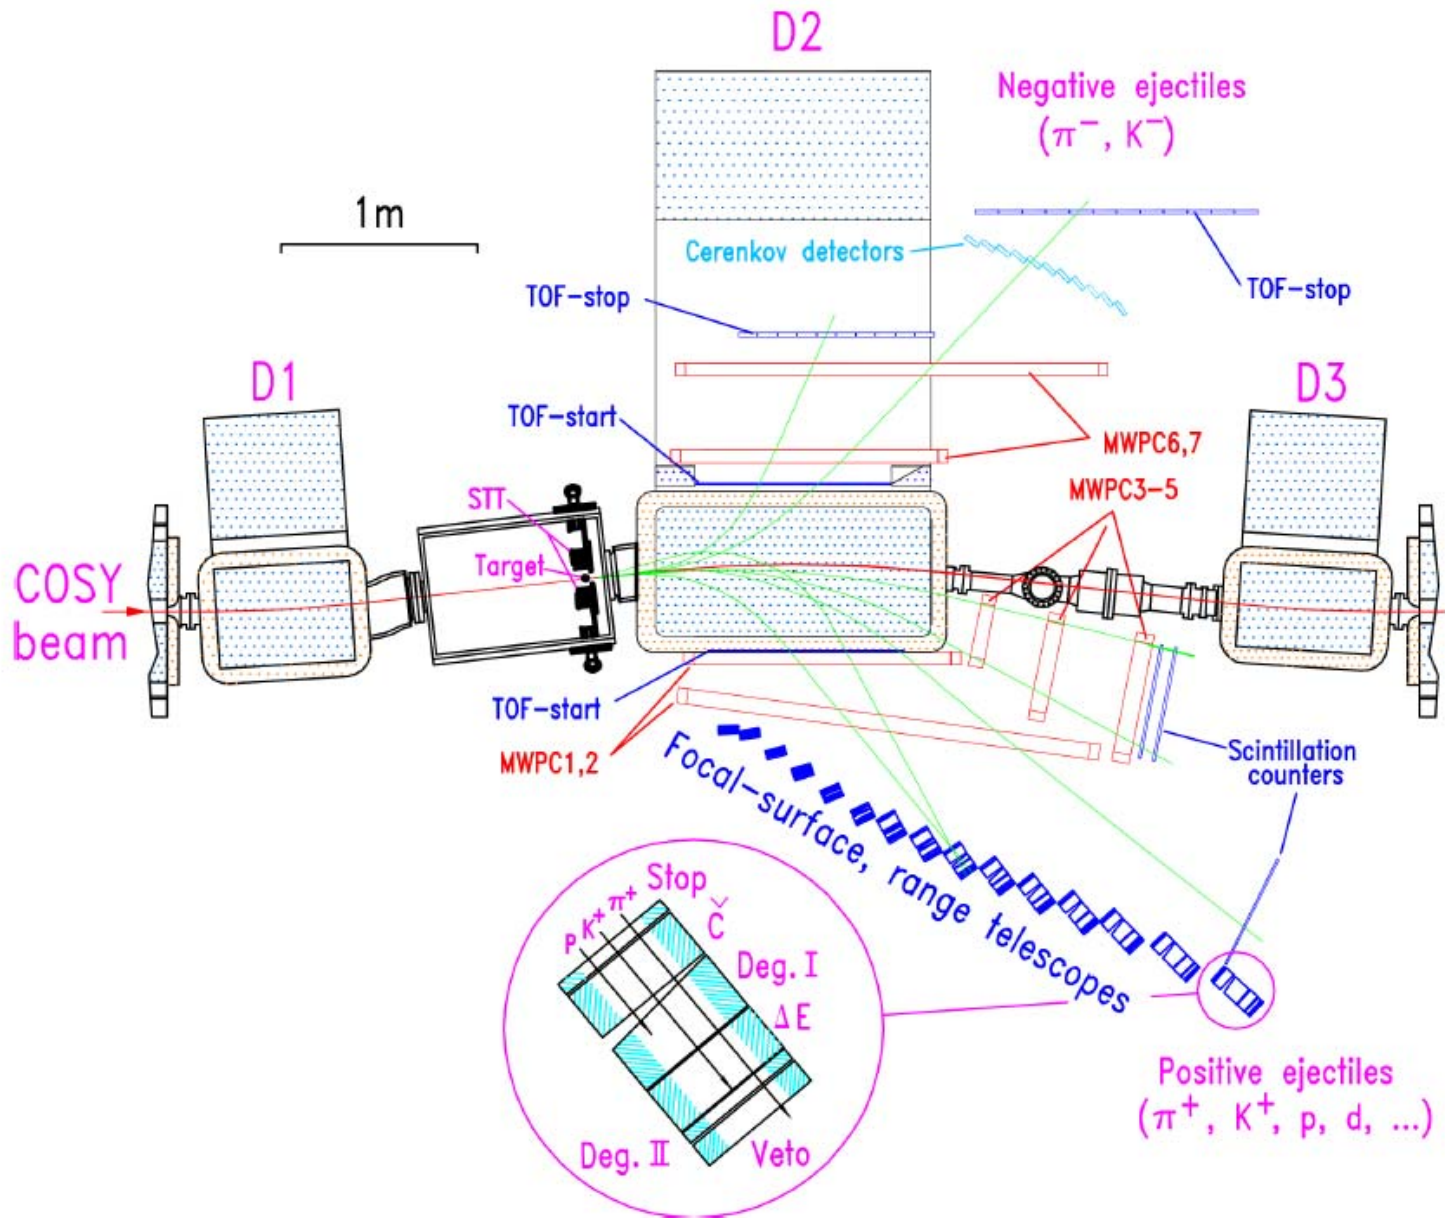 D2
Negative ejectiles
(π⁻, K⁻)
1m
Cerenkov detectors
TOF-stop
TOF-stop
D1
D3
TOF-start
MWPC6,7
STT
MWPC3-5
Target
COSY
beam
TOF-start
MWPC1,2
Scintillation
counters
Focal-surface, range telescopes
Stop
p K⁺ π⁺
Č
Deg. I
ΔE
Deg. II
Veto
Positive ejectiles
(π⁺, K⁺, p, d, ...)